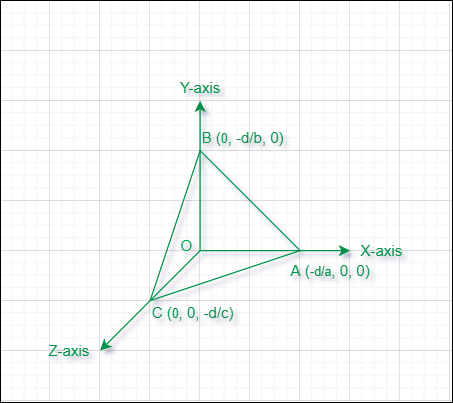 Y-axis
B (0, -d/b, 0)
O
X-axis
A (-d/a, 0, 0)
C (0, 0, -d/c)
Z-axis